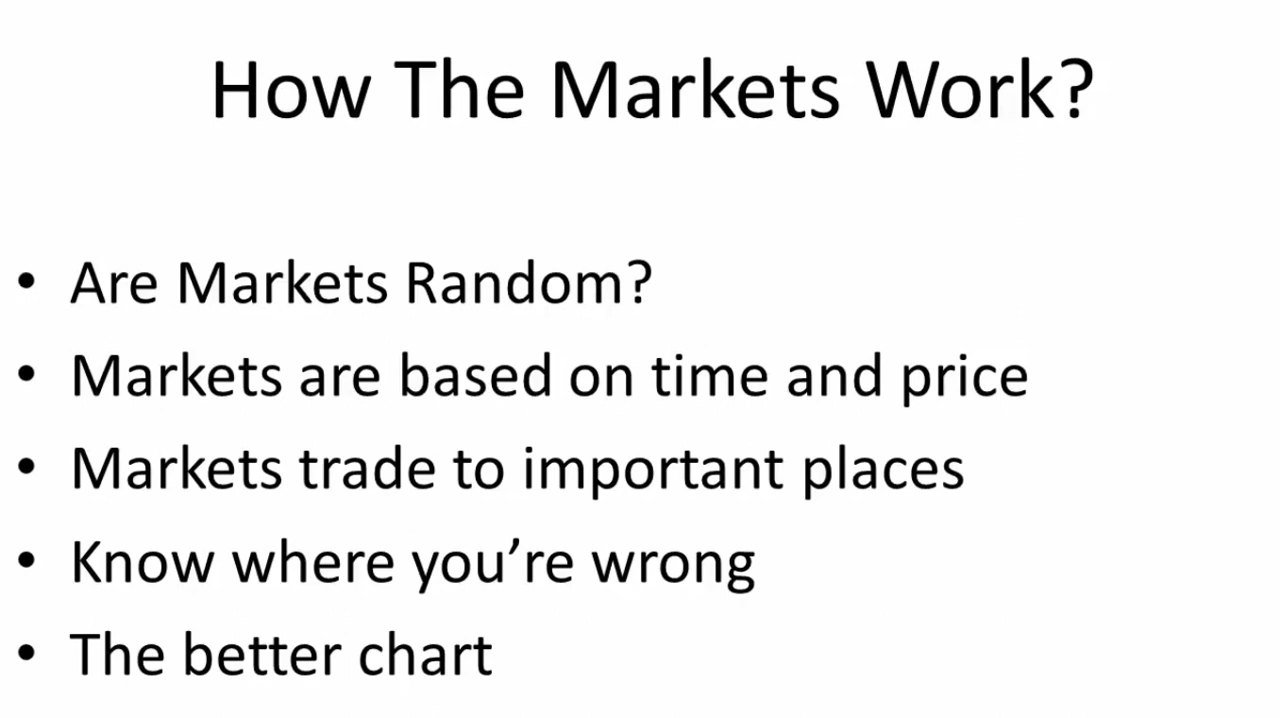 How The Markets Work?
• Are Markets Random?
• Markets are based on time and price
• Markets trade to important places
• Know where you’re wrong
• The better chart